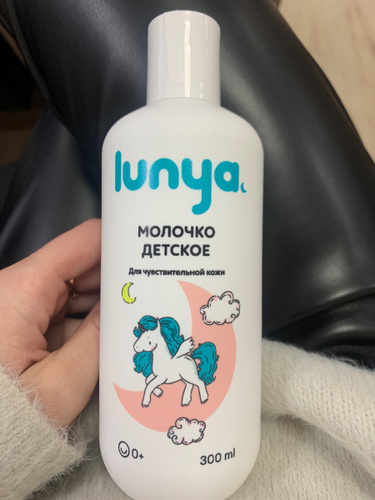 lunya
МОЛОЧКО
ДЕТСКОЕ
Для чувствительной кожи
0+
300 ml